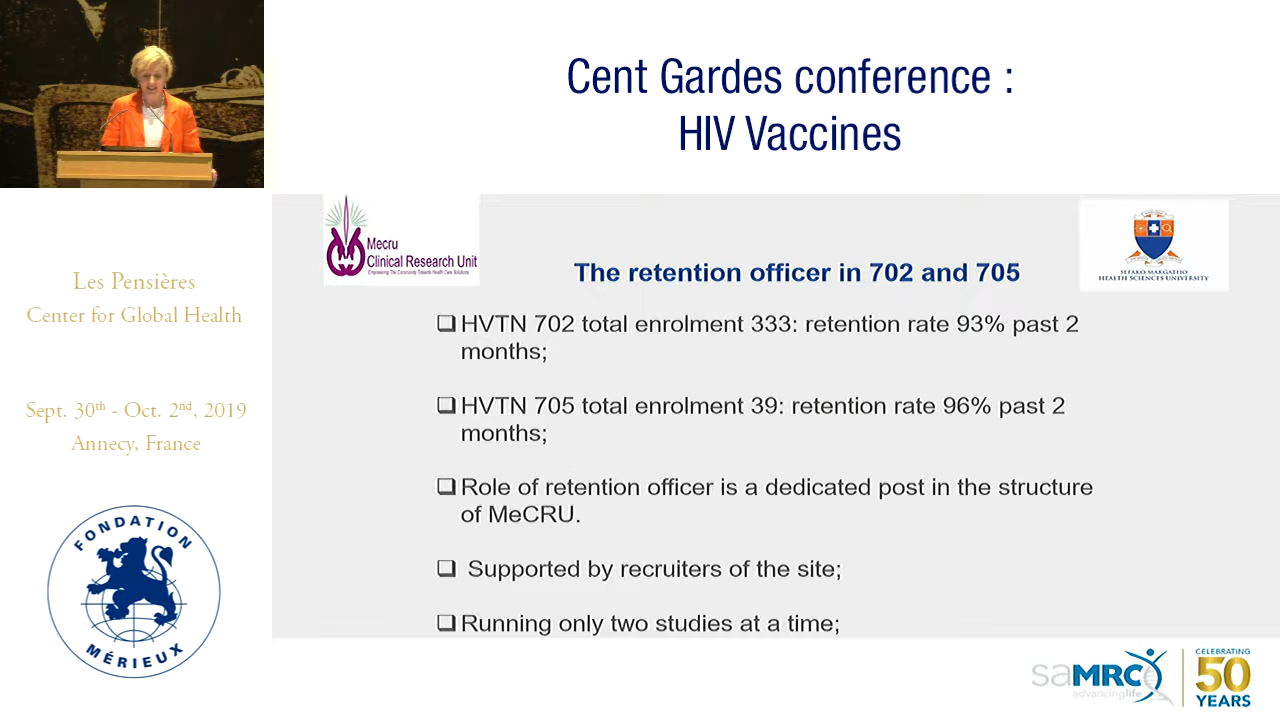 Cent Gardes conference :
HIV Vaccines
Mecru
Clinical Research Unit
Empowering The Community Towards Health Care Solutions
SEFAKO MAKGATHO
HEALTH SCIENCES UNIVERSITY
The retention officer in 702 and 705
❑HVTN 702 total enrolment 333: retention rate 93% past 2
months;
❑HVTN 705 total enrolment 39: retention rate 96% past 2
months;
❑Role of retention officer is a dedicated post in the structure
of MeCRU.
❑ Supported by recruiters of the site;
❑Running only two studies at a time;
Les Pensières
Center for Global Health
Sept. 30th - Oct. 2nd, 2019
Annecy, France
FONDATION
MÉRIEUX
saMRC
advancinglife
CELEBRATING
50
YEARS